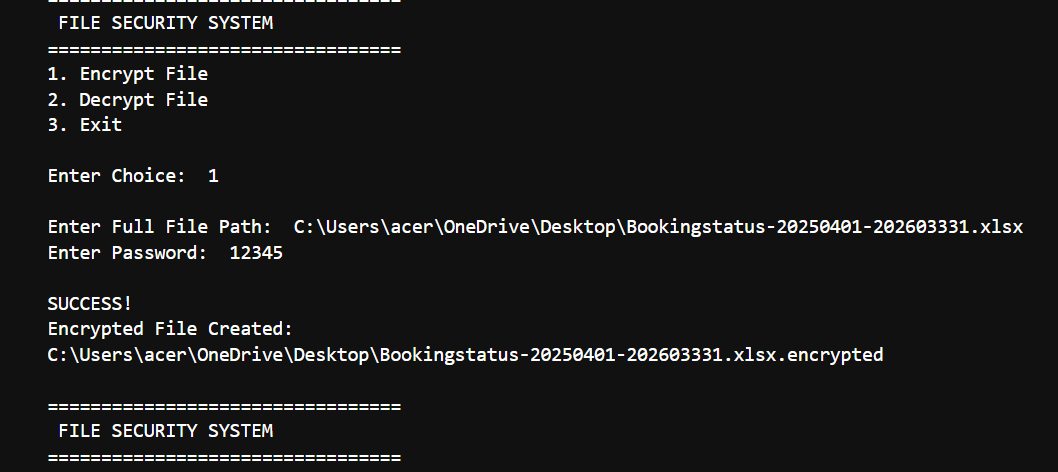 =================================
FILE SECURITY SYSTEM
=================================
1. Encrypt File
2. Decrypt File
3. Exit
Enter Choice:  1
Enter Full File Path:  C:\Users\acer\OneDrive\Desktop\Bookingstatus-20250401-202603331.xlsx
Enter Password:  12345
SUCCESS!
Encrypted File Created:
C:\Users\acer\OneDrive\Desktop\Bookingstatus-20250401-202603331.xlsx.encrypted
=================================
FILE SECURITY SYSTEM
=================================